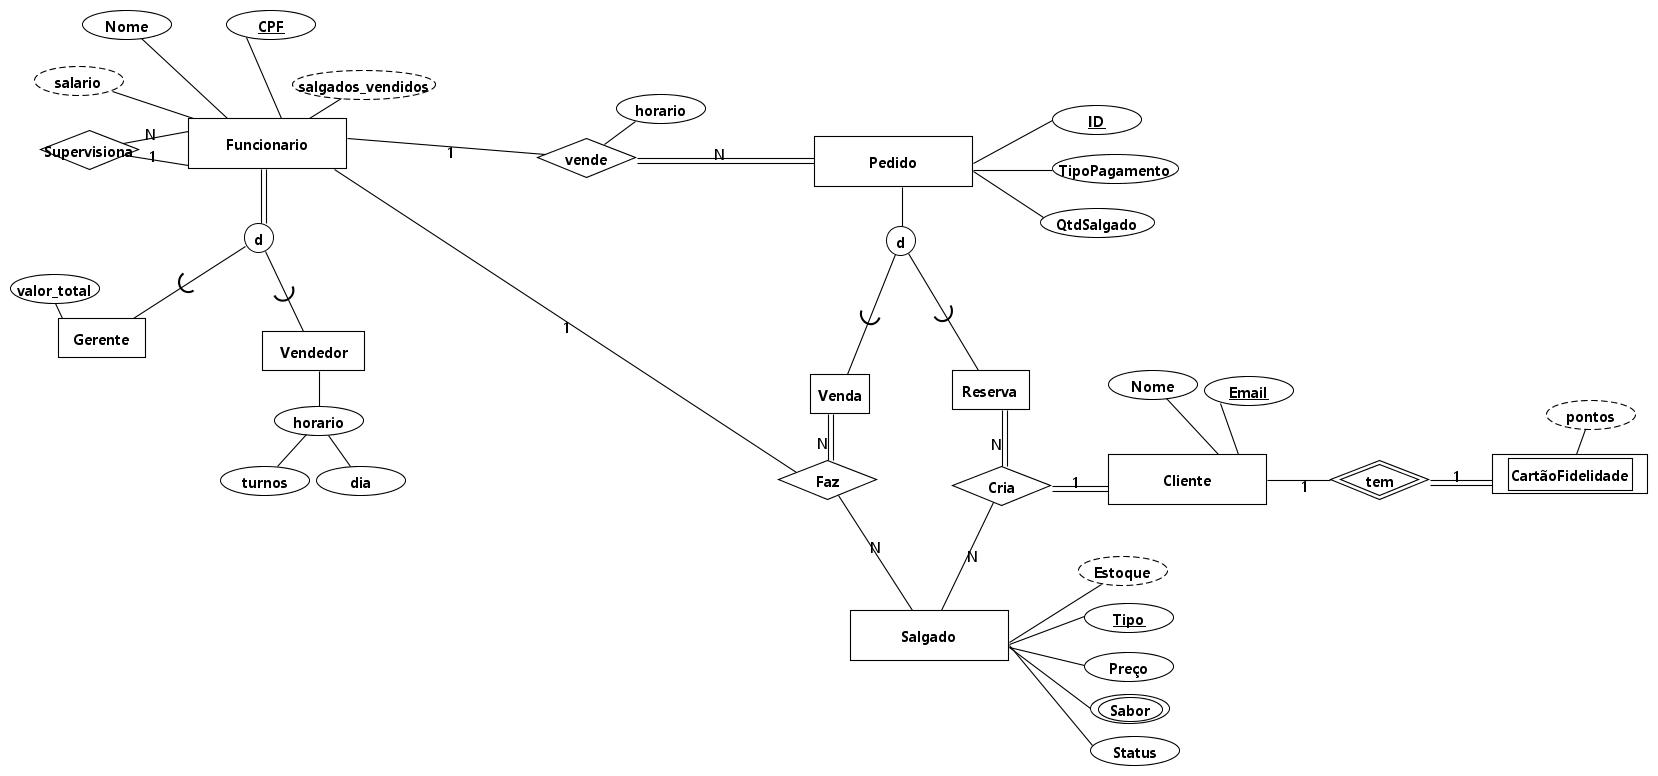 Nome
CPF
salario
salgados_vendidos
horario
ID
N
Funcionario
1
Supervisiona
1
vende
N
Pedido
TipoPagamento
QtdSalgado
d
d
valor_total
Gerente
Vendedor
1
horario
turnos
dia
Venda
Reserva
Nome
Email
pontos
N
N
Faz
Cria
1
Cliente
1
tem
1
CartãoFidelidade
N
N
Estoque
Tipo
Salgado
Preço
Sabor
Status